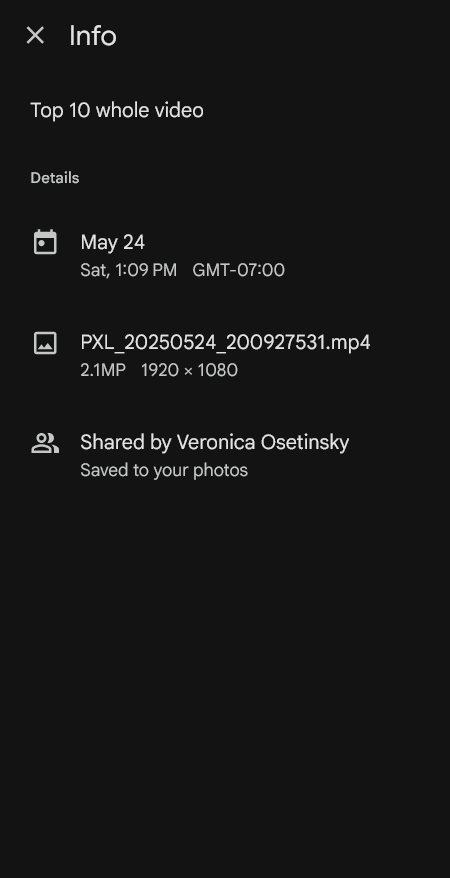 Info
Top 10 whole video
Details
May 24
Sat, 1:09 PM GMT-07:00
PXL_20250524_200927531.mp4
2.1MP 1920 × 1080
Shared by Veronica Osetinsky
Saved to your photos